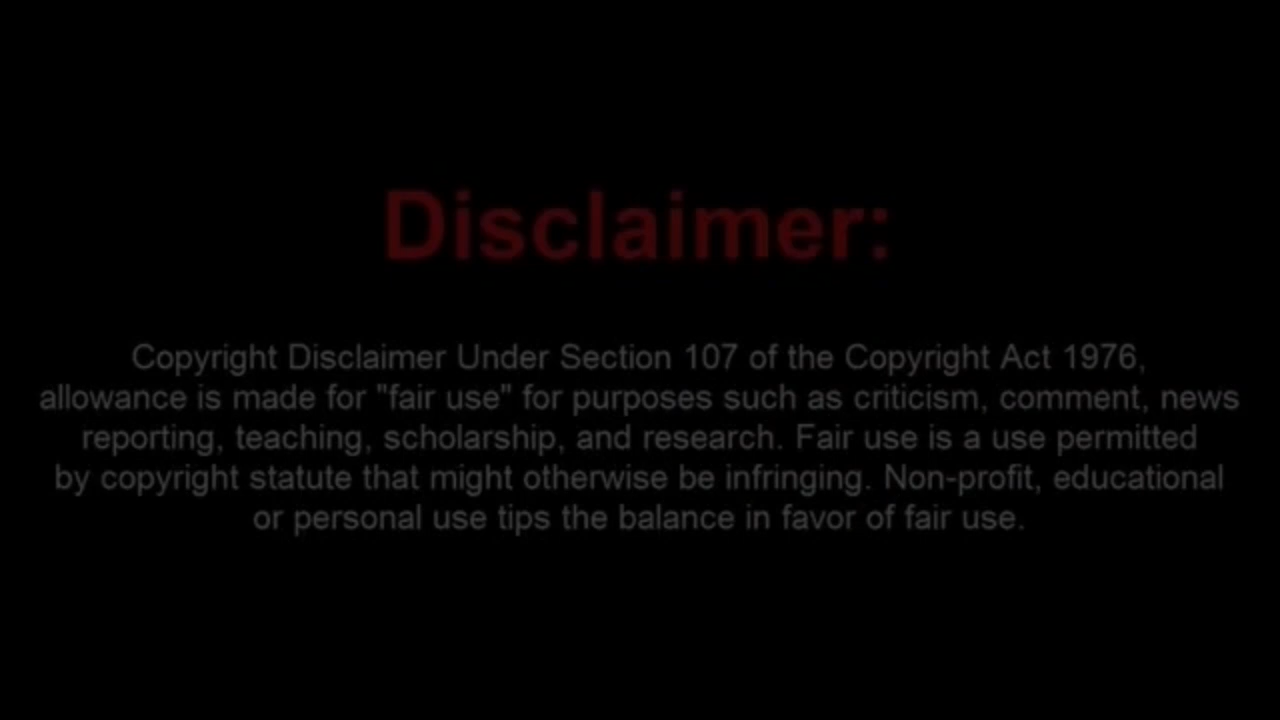 Disclaimer:
Copyright Disclaimer Under Section 107 of the Copyright Act 1976,
allowance is made for "fair use" for purposes such as criticism, comment, news
reporting, teaching, scholarship, and research. Fair use is a use permitted
by copyright statute that might otherwise be infringing. Non-profit, educational
or personal use tips the balance in favor of fair use.